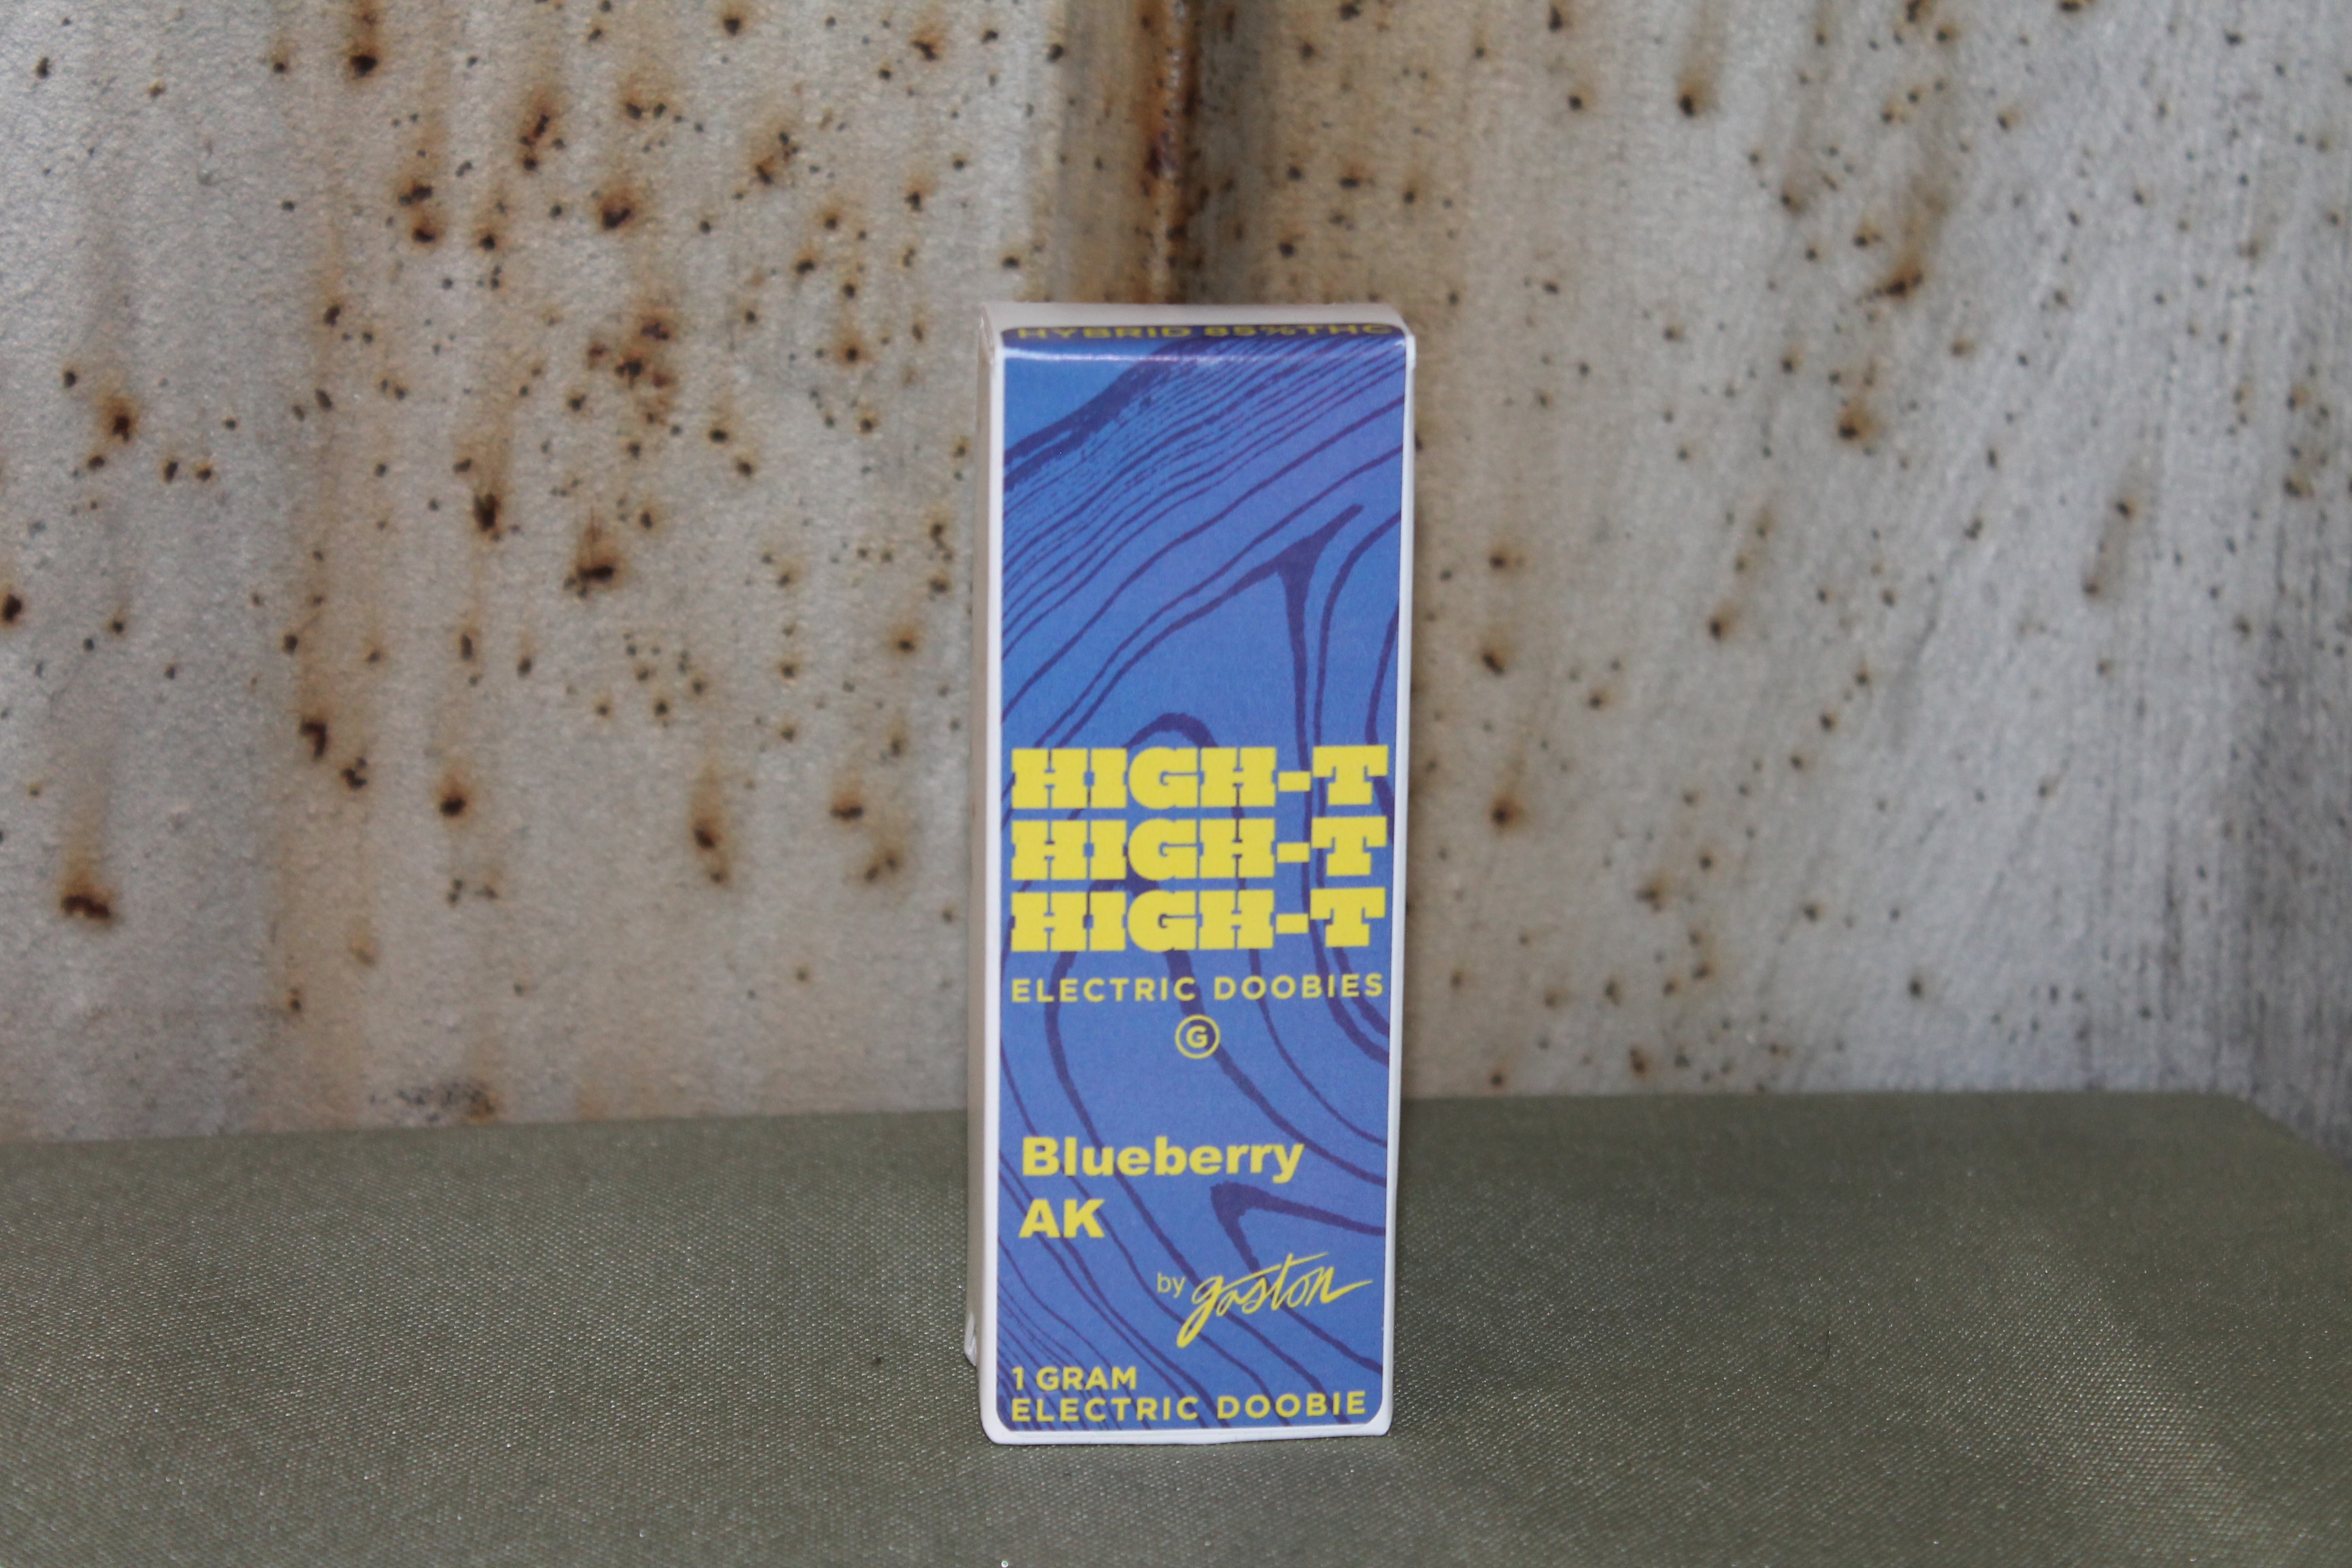 HYBRID 85% THC
HIGH-T
HIGH-T
HIGH-T
ELECTRIC DOOBIES
G
Blueberry
AK
by gaston
1 GRAM
ELECTRIC DOOBIE